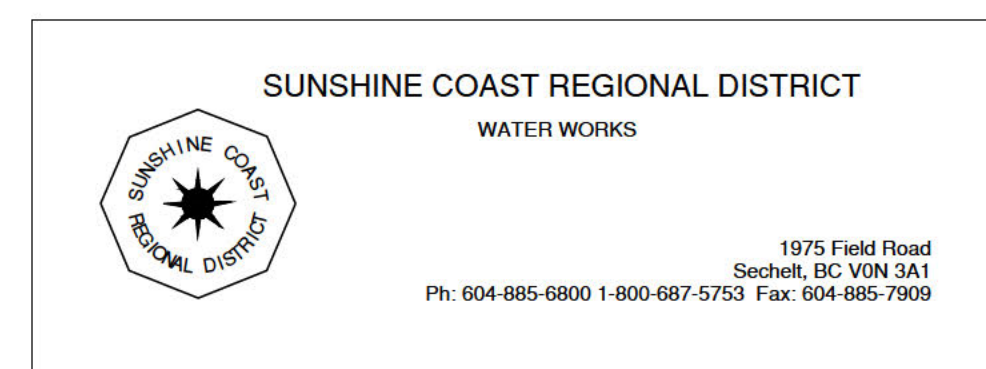 SUNSHINE COAST REGIONAL DISTRICT
WATER WORKS
SUNSHINE COAST
REGIONAL DISTRICT
1975 Field Road
Sechelt, BC V0N 3A1
Ph: 604-885-6800 1-800-687-5753 Fax: 604-885-7909